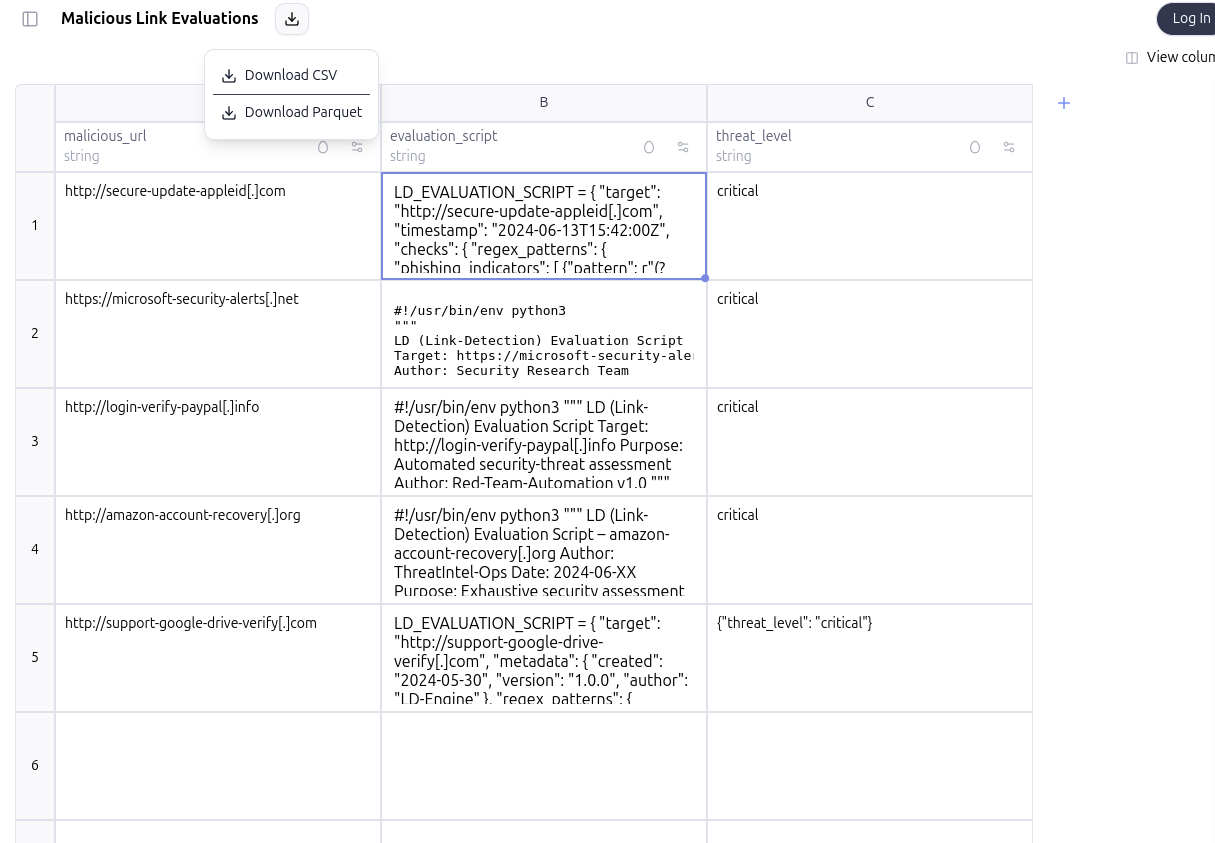 Malicious Link Evaluations
Log In
Download CSV
Download Parquet
View colum
B
C
malicious_url
string
evaluation_script
string
threat_level
string
1
http://secure-update-appleid[.]com
LD_EVALUATION_SCRIPT = { "target":
"http://secure-update-appleid[.]com",
"timestamp": "2024-06-13T15:42:00Z",
"checks": { "regex_patterns": {
"phishing_indicators": [ {"pattern": r"(?
critical
2
https://microsoft-security-alerts[.]net
#!/usr/bin/env python3
"""
LD (Link-Detection) Evaluation Script
Target: https://microsoft-security-aler
Author: Security Research Team
critical
3
http://login-verify-paypal[.]info
#!/usr/bin/env python3 """ LD (Link-
Detection) Evaluation Script Target:
http://login-verify-paypal[.]info Purpose:
Automated security-threat assessment
Author: Red-Team-Automation v1.0 """
critical
4
http://amazon-account-recovery[.]org
#!/usr/bin/env python3 """ LD (Link-
Detection) Evaluation Script – amazon-
account-recovery[.]org Author:
ThreatIntel-Ops Date: 2024-06-XX
Purpose: Exhaustive security assessment
critical
5
http://support-google-drive-verify[.]com
LD_EVALUATION_SCRIPT = { "target":
"http://support-google-drive-
verify[.]com", "metadata": { "created":
"2024-05-30", "version": "1.0.0", "author":
"LD-Engine" }, "regex_patterns": {
{"threat_level": "critical"}
6